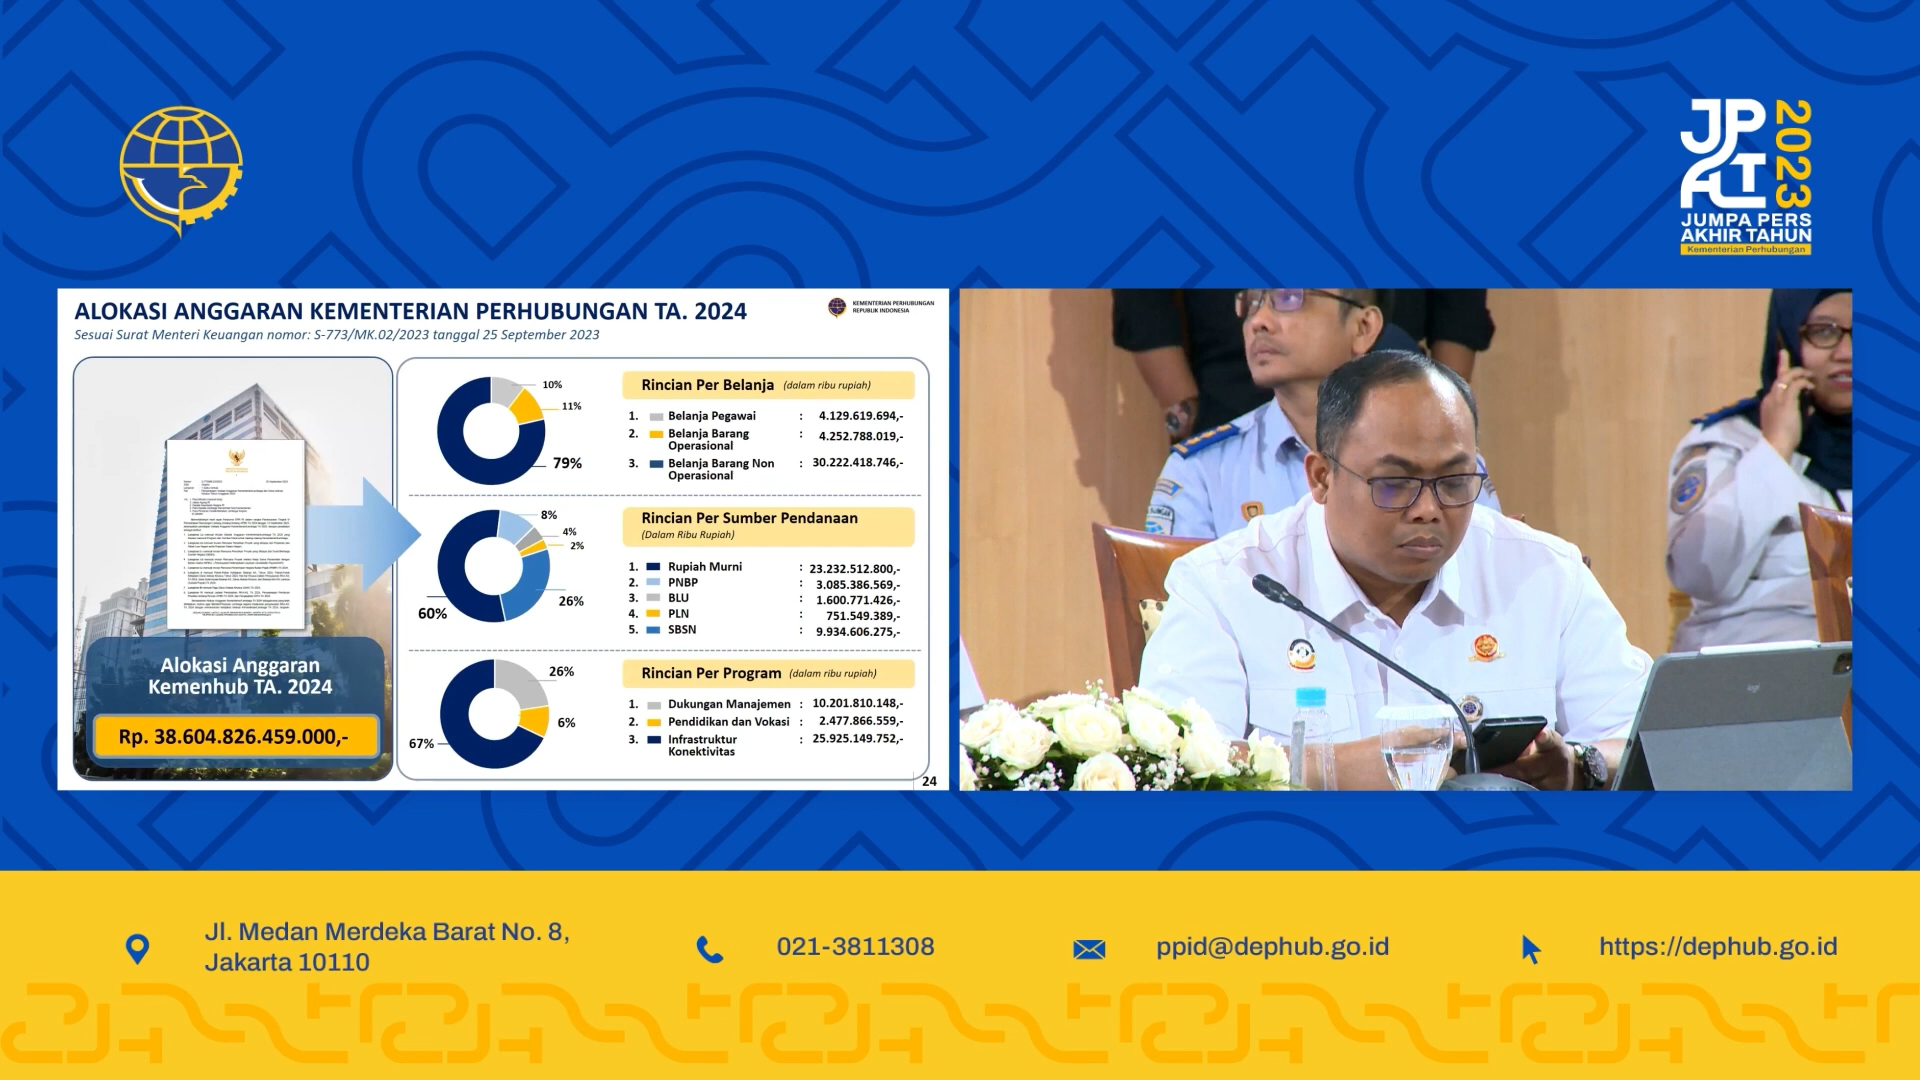 JPAT 2023
JUMPA PERS
AKHIR TAHUN
Kementerian Perhubungan
ALOKASI ANGGARAN KEMENTERIAN PERHUBUNGAN TA. 2024
KEMENTERIAN PERHUBUNGAN
REPUBLIK INDONESIA
Sesuai Surat Menteri Keuangan nomor: S-773/MK.02/2023 tanggal 25 September 2023
Alokasi Anggaran
Kemenhub TA. 2024
Rp. 38.604.826.459.000,-
10%
11%
79%
Rincian Per Belanja (dalam ribu rupiah)
1. Belanja Pegawai : 4.129.619.694,-
2. Belanja Barang : 4.252.788.019,-
Operasional
3. Belanja Barang Non : 30.222.418.746,-
Operasional
8%
4%
2%
26%
60%
Rincian Per Sumber Pendanaan
(Dalam Ribu Rupiah)
1. Rupiah Murni : 23.232.512.800,-
2. PNBP : 3.085.386.569,-
3. BLU : 1.600.771.426,-
4. PLN : 751.549.389,-
5. SBSN : 9.934.606.275,-
26%
6%
67%
Rincian Per Program (dalam ribu rupiah)
1. Dukungan Manajemen : 10.201.810.148,-
2. Pendidikan dan Vokasi : 2.477.866.559,-
3. Infrastruktur : 25.925.149.752,-
Konektivitas
24
Jl. Medan Merdeka Barat No. 8,
Jakarta 10110
021-3811308
ppid@dephub.go.id
https://dephub.go.id